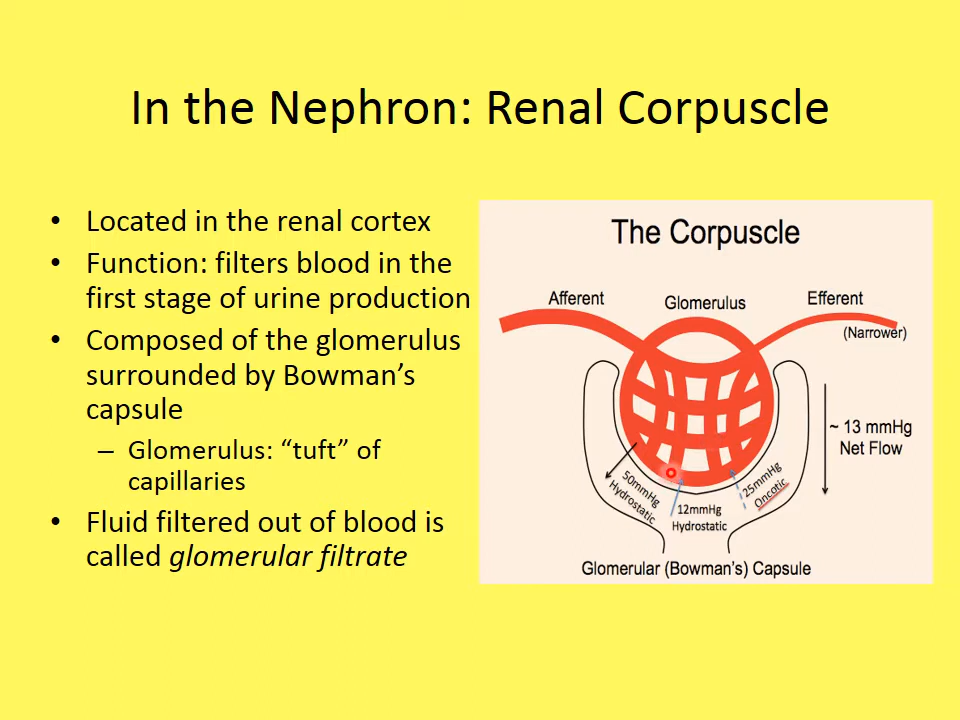 In the Nephron: Renal Corpuscle
• Located in the renal cortex
• Function: filters blood in the
first stage of urine production
• Composed of the glomerulus
surrounded by Bowman's
capsule
– Glomerulus: “tuft” of
capillaries
• Fluid filtered out of blood is
called glomerular filtrate
The Corpuscle
Afferent
Glomerulus
Efferent
(Narrower)
~ 13 mmHg
Net Flow
50mmHg
Hydrostatic
12mmHg
Hydrostatic
25mmHg
Oncotic
Glomerular (Bowman's) Capsule